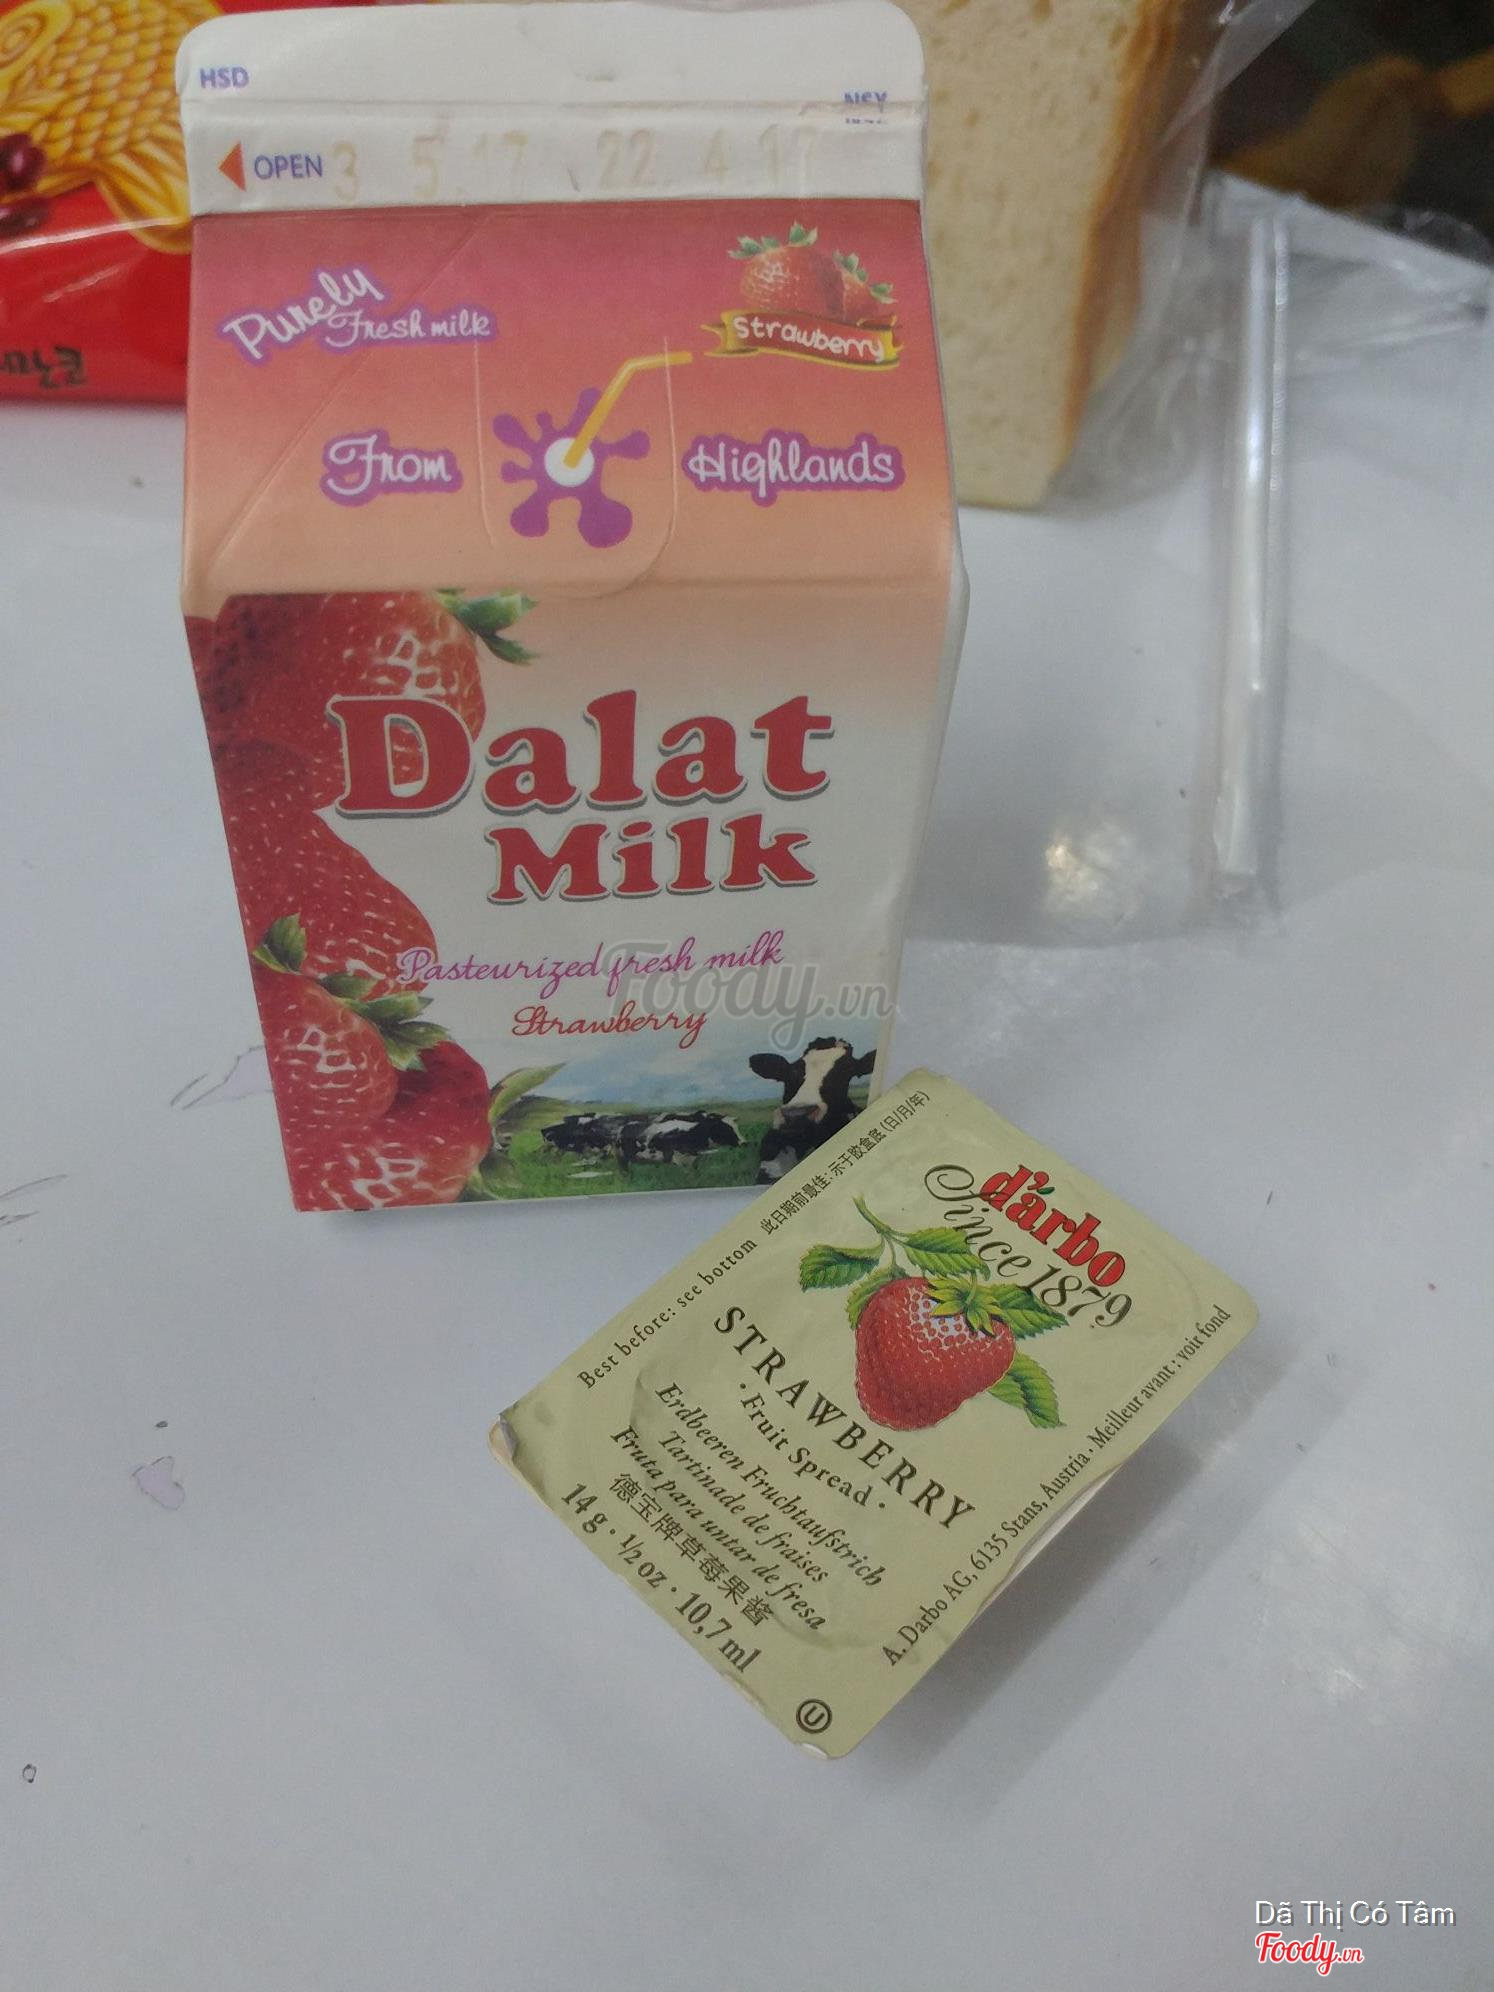 HSD
NSX
OPEN
3 5.17 22.4.17
Purely
Fresh milk
Strawberry
From
Highlands
Dalat
Milk
Pasteurized fresh milk
Strawberry
Foody.vn
d'arbo
Since 1879
STRAWBERRY
· Fruit Spread ·
Erdbeeren Fruchtaufstrich
Tartinade de fraises
Fruta para untar de fresa
德宝牌草莓果酱
14 g · ½ oz · 10,7 ml
Best before: see bottom 此日期前最佳: 示于胶盒底 (日/月/年)
A. Darbo AG, 6135 Stans, Austria · Meilleur avant : voir fond
U
Dã Thị Có Tâm
Foody.vn